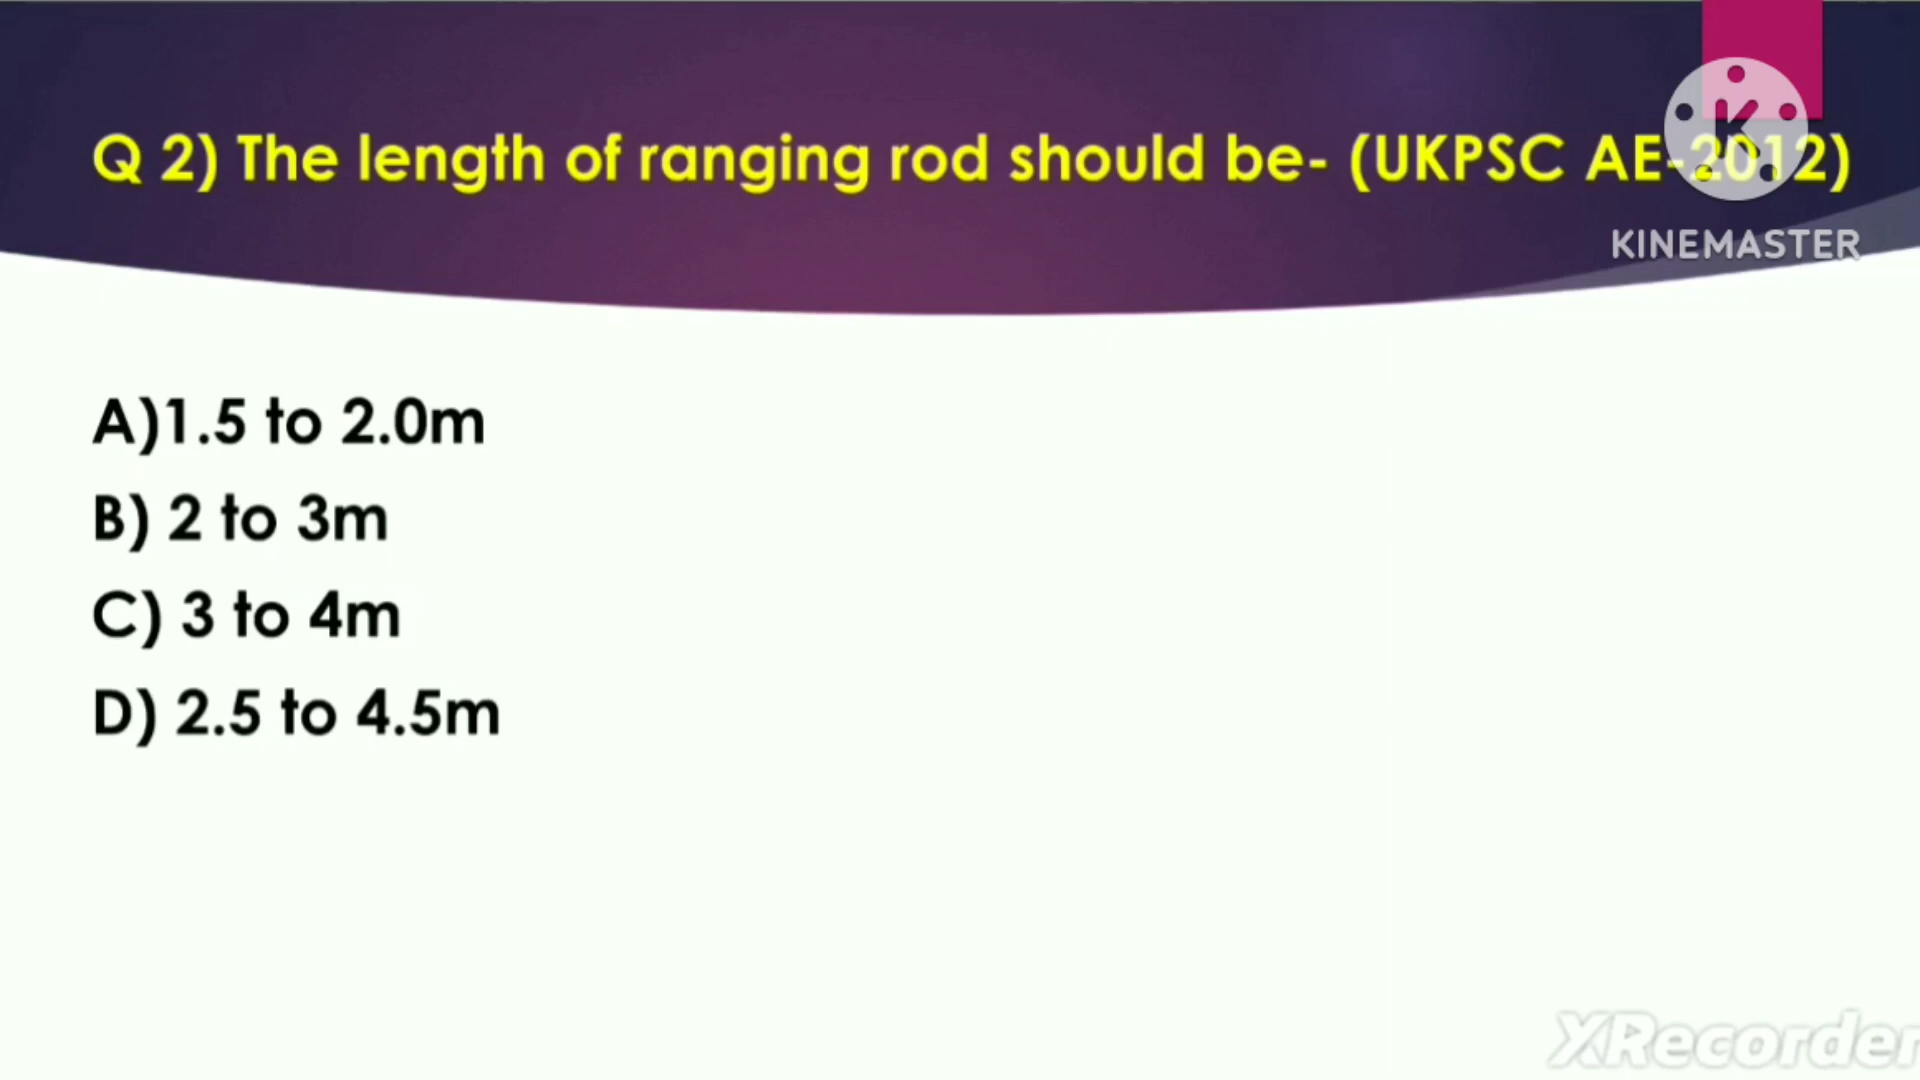 Q 2) The length of ranging rod should be- (UKPSC AE-2012)
KINEMASTER
A)1.5 to 2.0m
B) 2 to 3m
C) 3 to 4m
D) 2.5 to 4.5m
XRecorder